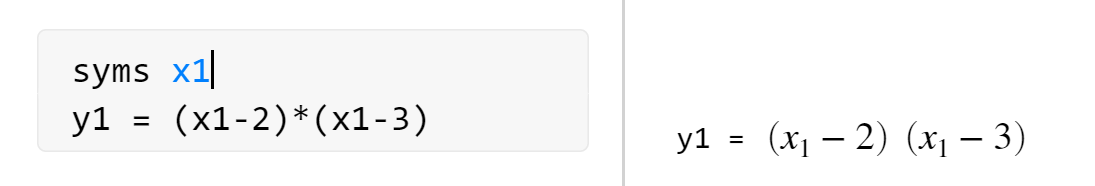 syms x1
y1 = (x1-2)*(x1-3)
y1 = (x₁ − 2) (x₁ − 3)